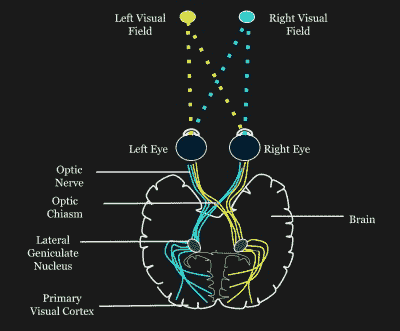 Left Visual
Field
Right Visual
Field
Left Eye
Right Eye
Optic
Nerve
Optic
Chiasm
Brain
Lateral
Geniculate
Nucleus
Primary
Visual Cortex